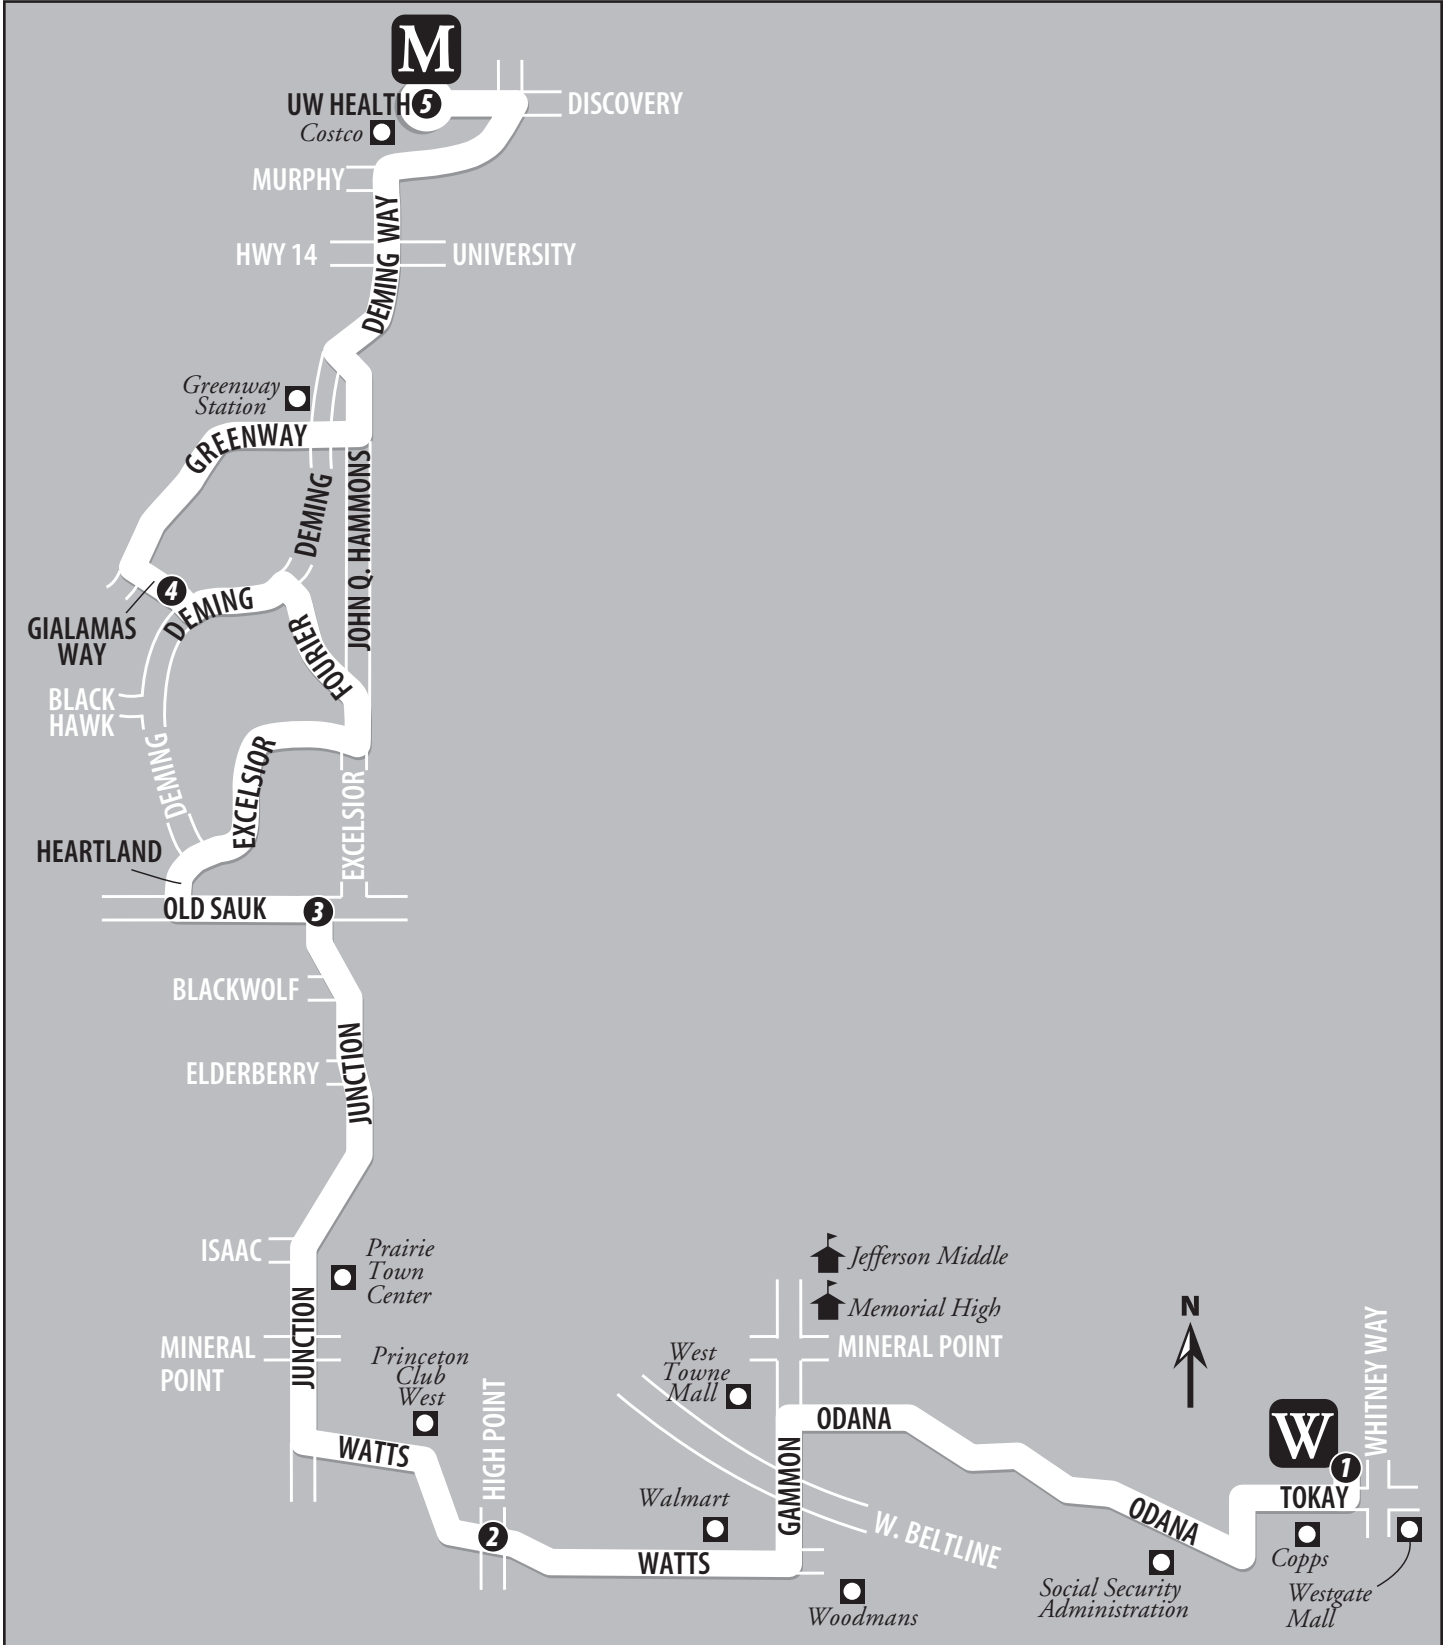 M
UW HEALTH 5
DISCOVERY
Costco
MURPHY
DEMING WAY
HWY 14
UNIVERSITY
Greenway
Station
GREENWAY
DEMING
JOHN Q. HAMMONS
4
DEMING
GIALAMAS
WAY
FOURIER
BLACK
HAWK
DEMING
EXCELSIOR
EXCELSIOR
HEARTLAND
OLD SAUK
3
BLACKWOLF
JUNCTION
ELDERBERRY
ISAAC
Prairie
Town
Center
JUNCTION
MINERAL
POINT
Princeton
Club
West
WATTS
HIGH POINT
2
Jefferson Middle
Memorial High
MINERAL POINT
West
Towne
Mall
ODANA
GAMMON
Walmart
W. BELTLINE
WATTS
Woodmans
N
WHITNEY WAY
W
1
TOKAY
ODANA
Copps
Social Security
Administration
Westgate
Mall